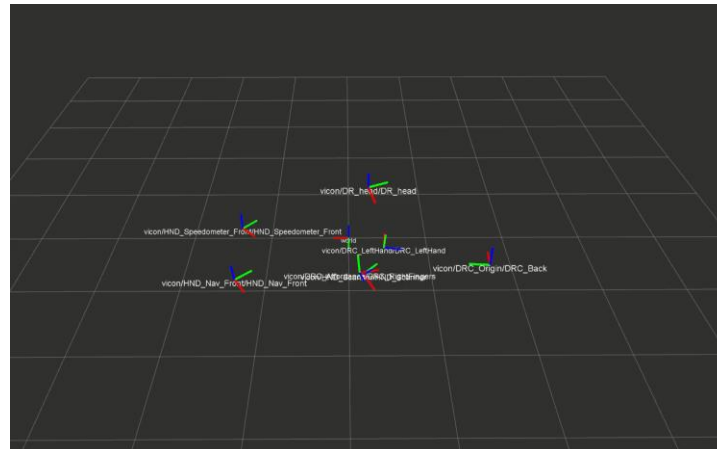 vicon/DR_head/DR_head
vicon/HND_Speedometer_Front/HND_Speedometer_Front
world
vicon/DRC_LeftHand/DRC_LeftHand
vicon/DRC_Origin/DRC_Back
vicon/HND_Nav_Front/HND_Nav_Front